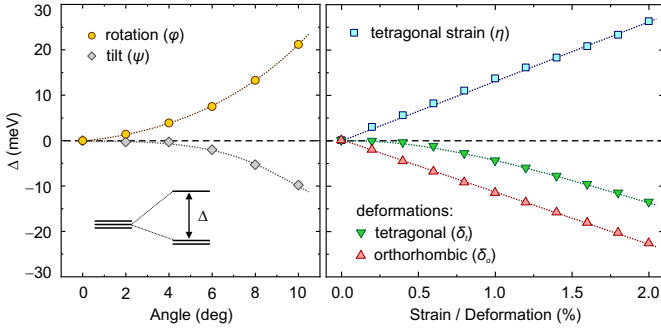 30
20
10
0
−10
−20
−30
Δ (meV)
rotation (φ)
tilt (ψ)
Δ
0 2 4 6 8 10
Angle (deg)
tetragonal strain (η)
deformations:
tetragonal (δt)
orthorhombic (δo)
0.0 0.5 1.0 1.5 2.0
Strain / Deformation (%)